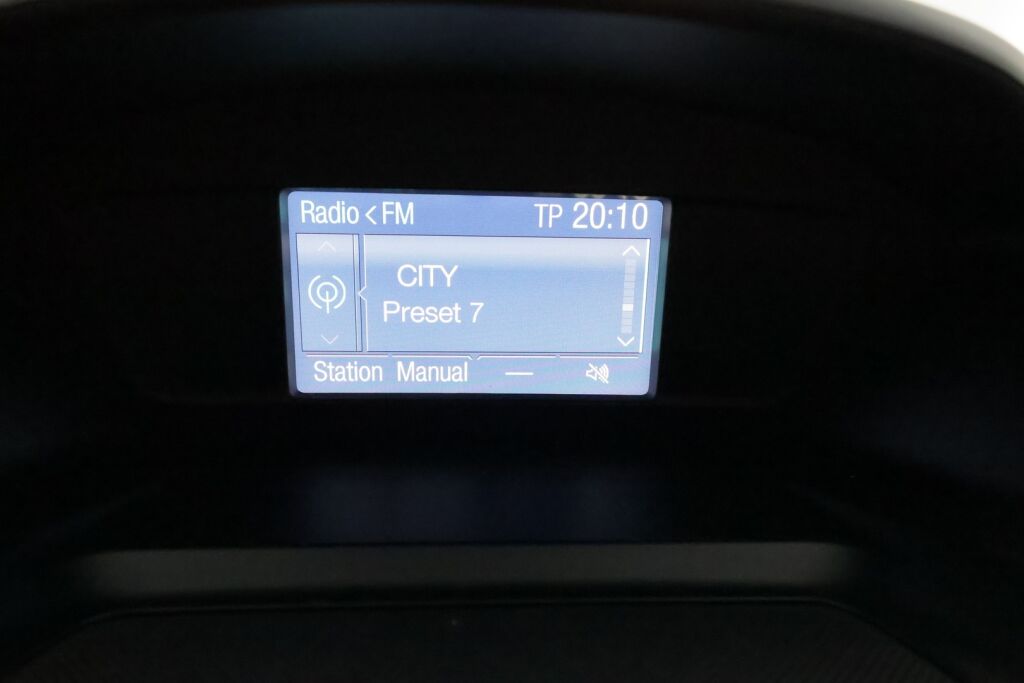 Radio < FM TP 20:10
CITY
Preset 7
Station Manual —